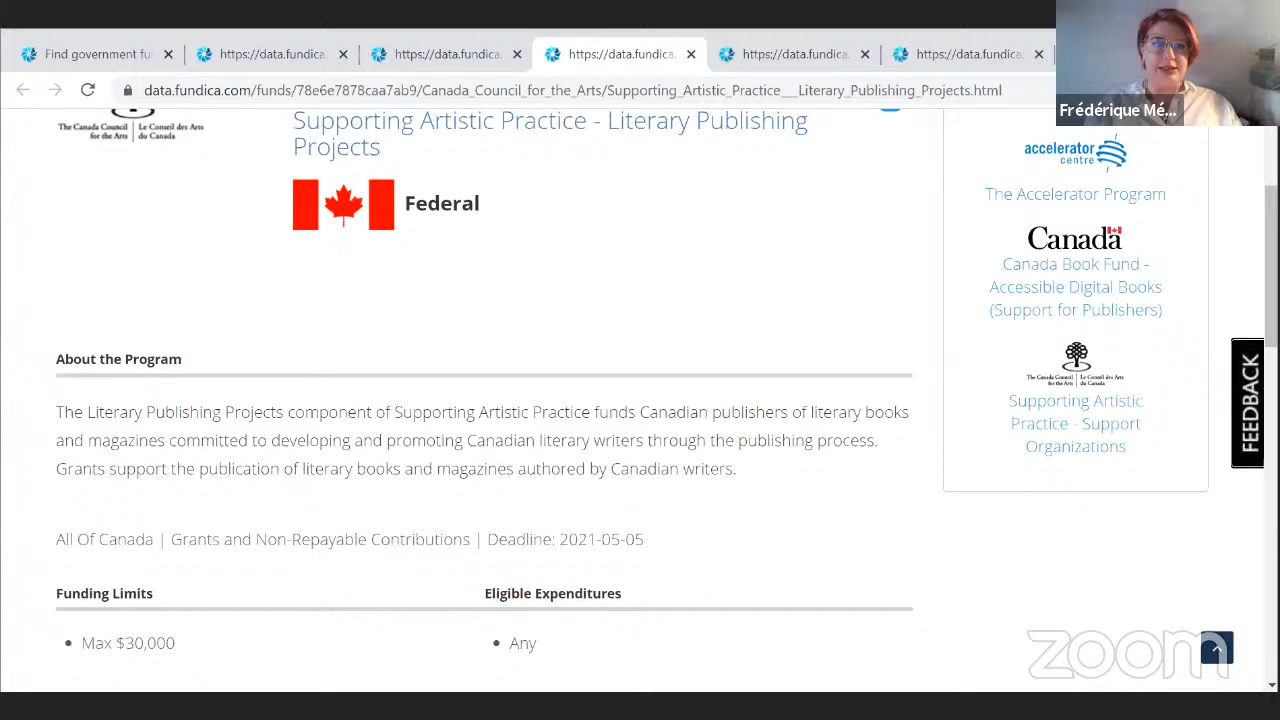 Find government fu
https://data.fundica.
https://data.fundica.
https://data.fundica.
https://data.fundica.
https://data.fundica.
data.fundica.com/funds/78e6e7878caa7ab9/Canada_Council_for_the_Arts/Supporting_Artistic_Practice___Literary_Publishing_Projects.html
Frédérique Mé...
The Canada Council for the Arts | Le Conseil des Arts du Canada
Supporting Artistic Practice - Literary Publishing
Projects
Federal
About the Program
The Literary Publishing Projects component of Supporting Artistic Practice funds Canadian publishers of literary books
and magazines committed to developing and promoting Canadian literary writers through the publishing process.
Grants support the publication of literary books and magazines authored by Canadian writers.
All Of Canada | Grants and Non-Repayable Contributions | Deadline: 2021-05-05
Funding Limits
Eligible Expenditures
Max $30,000
Any
accelerator
centre
The Accelerator Program
Canada
Canada Book Fund -
Accessible Digital Books
(Support for Publishers)
The Canada Council for the Arts | Le Conseil des Arts du Canada
Supporting Artistic
Practice - Support
Organizations
FEEDBACK
zoom